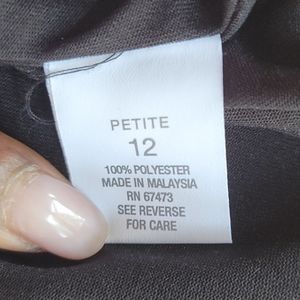 PETITE
12
100% POLYESTER
MADE IN MALAYSIA
RN 67473
SEE REVERSE
FOR CARE